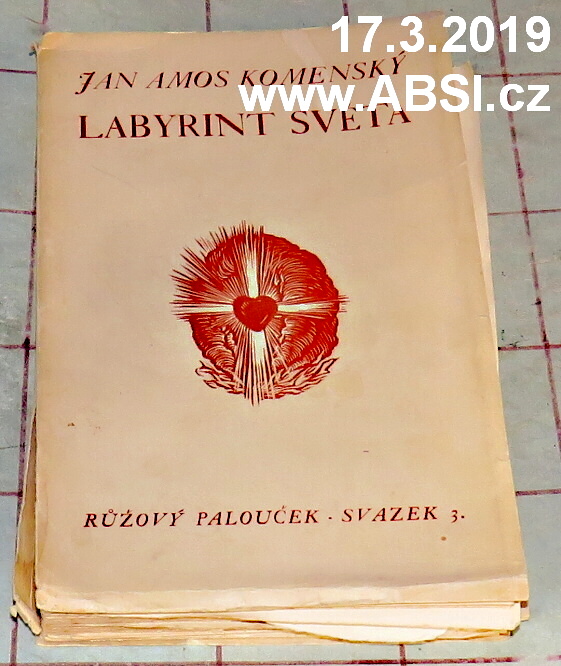 17.3.2019
JAN AMOS KOMENSKÝ
www.ABSI.cz
LABYRINT SVĚTA
RŮŽOVÝ PALOUČEK · SVAZEK 3.